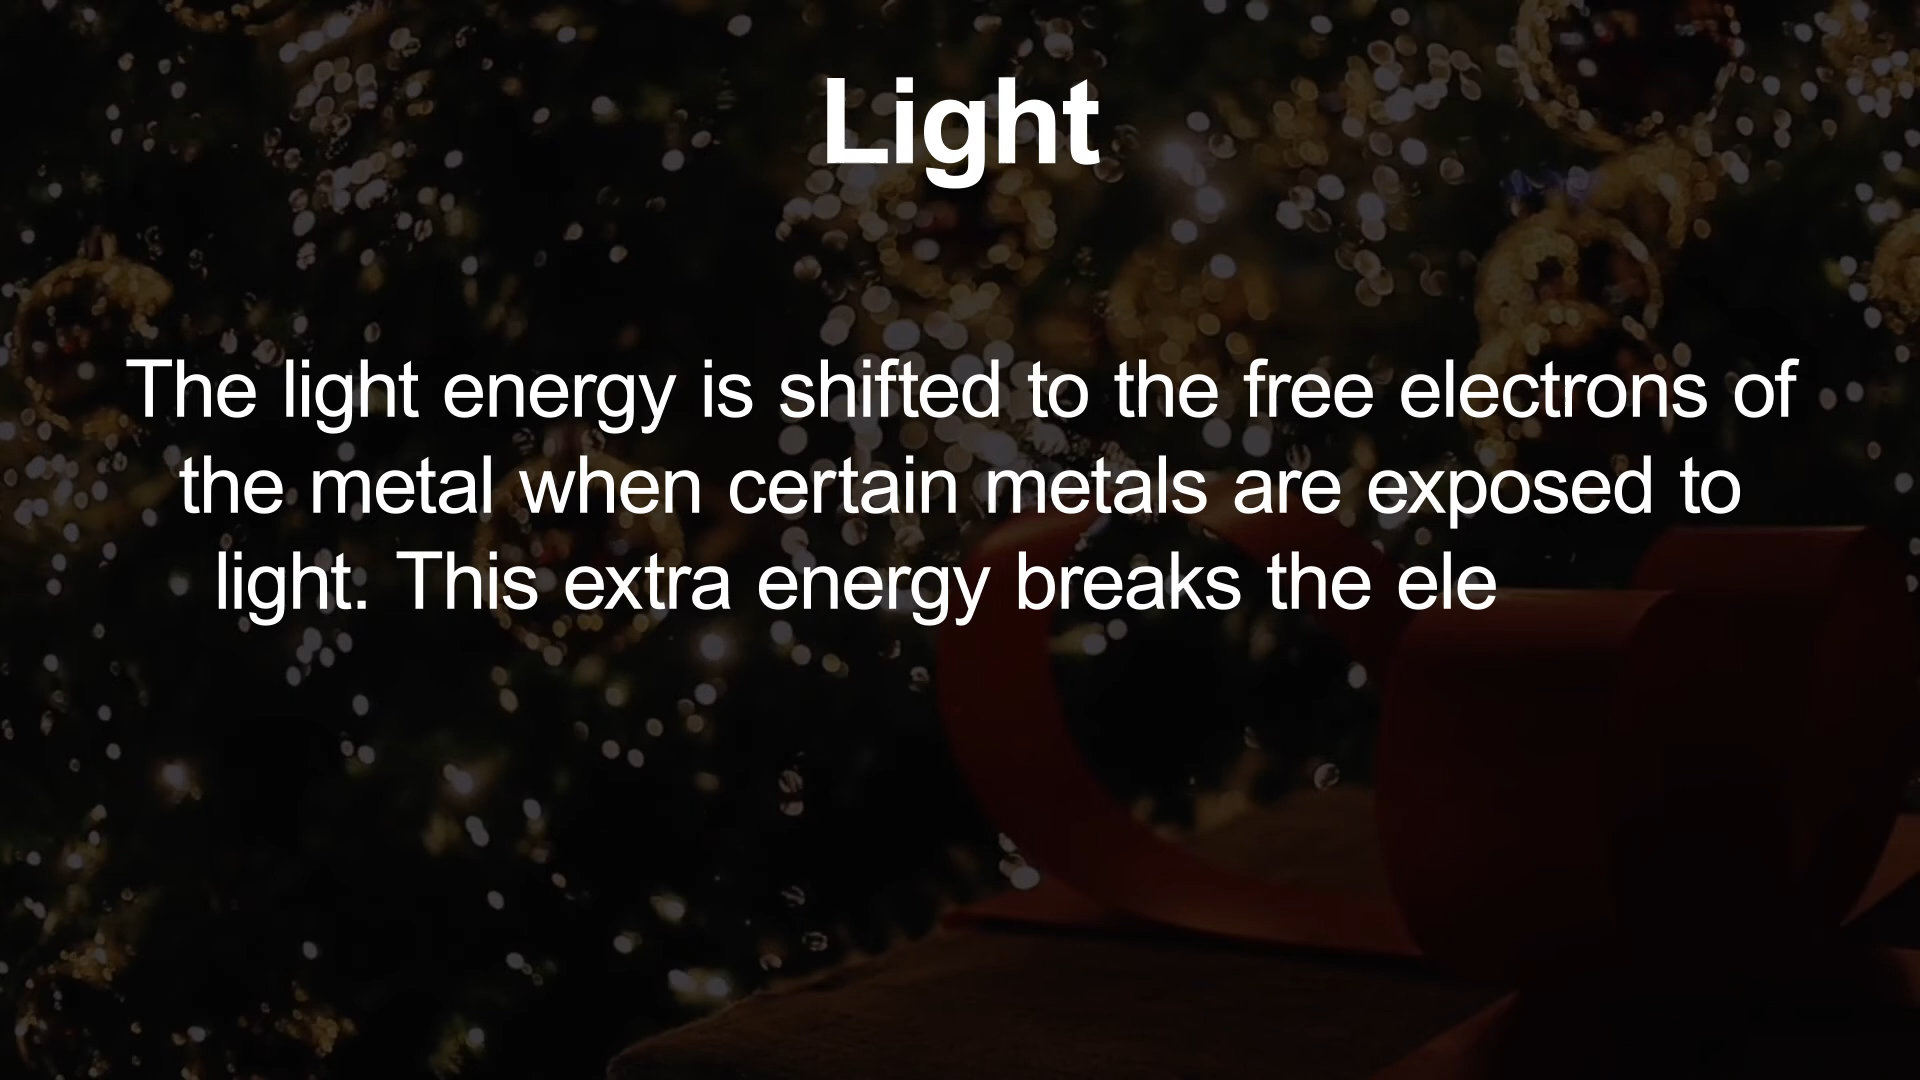 Light
The light energy is shifted to the free electrons of
the metal when certain metals are exposed to
light. This extra energy breaks the ele